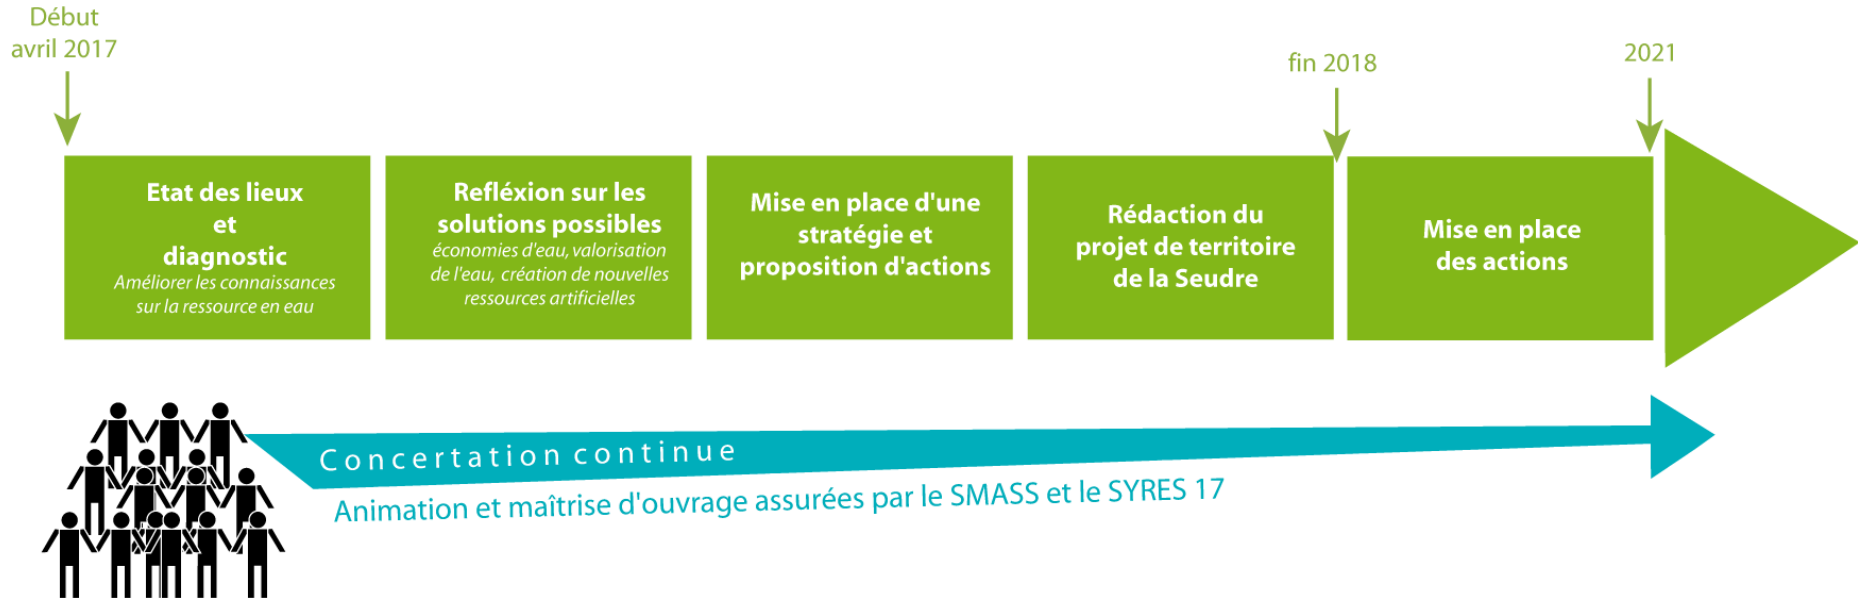 Début
avril 2017
fin 2018
2021
Etat des lieux
et
diagnostic
Améliorer les connaissances
sur la ressource en eau
Refléxion sur les
solutions possibles
économies d'eau, valorisation
de l'eau, création de nouvelles
ressources artificielles
Mise en place d'une
stratégie et
proposition d'actions
Rédaction du
projet de territoire
de la Seudre
Mise en place
des actions
Concertation continue
Animation et maîtrise d'ouvrage assurées par le SMASS et le SYRES 17